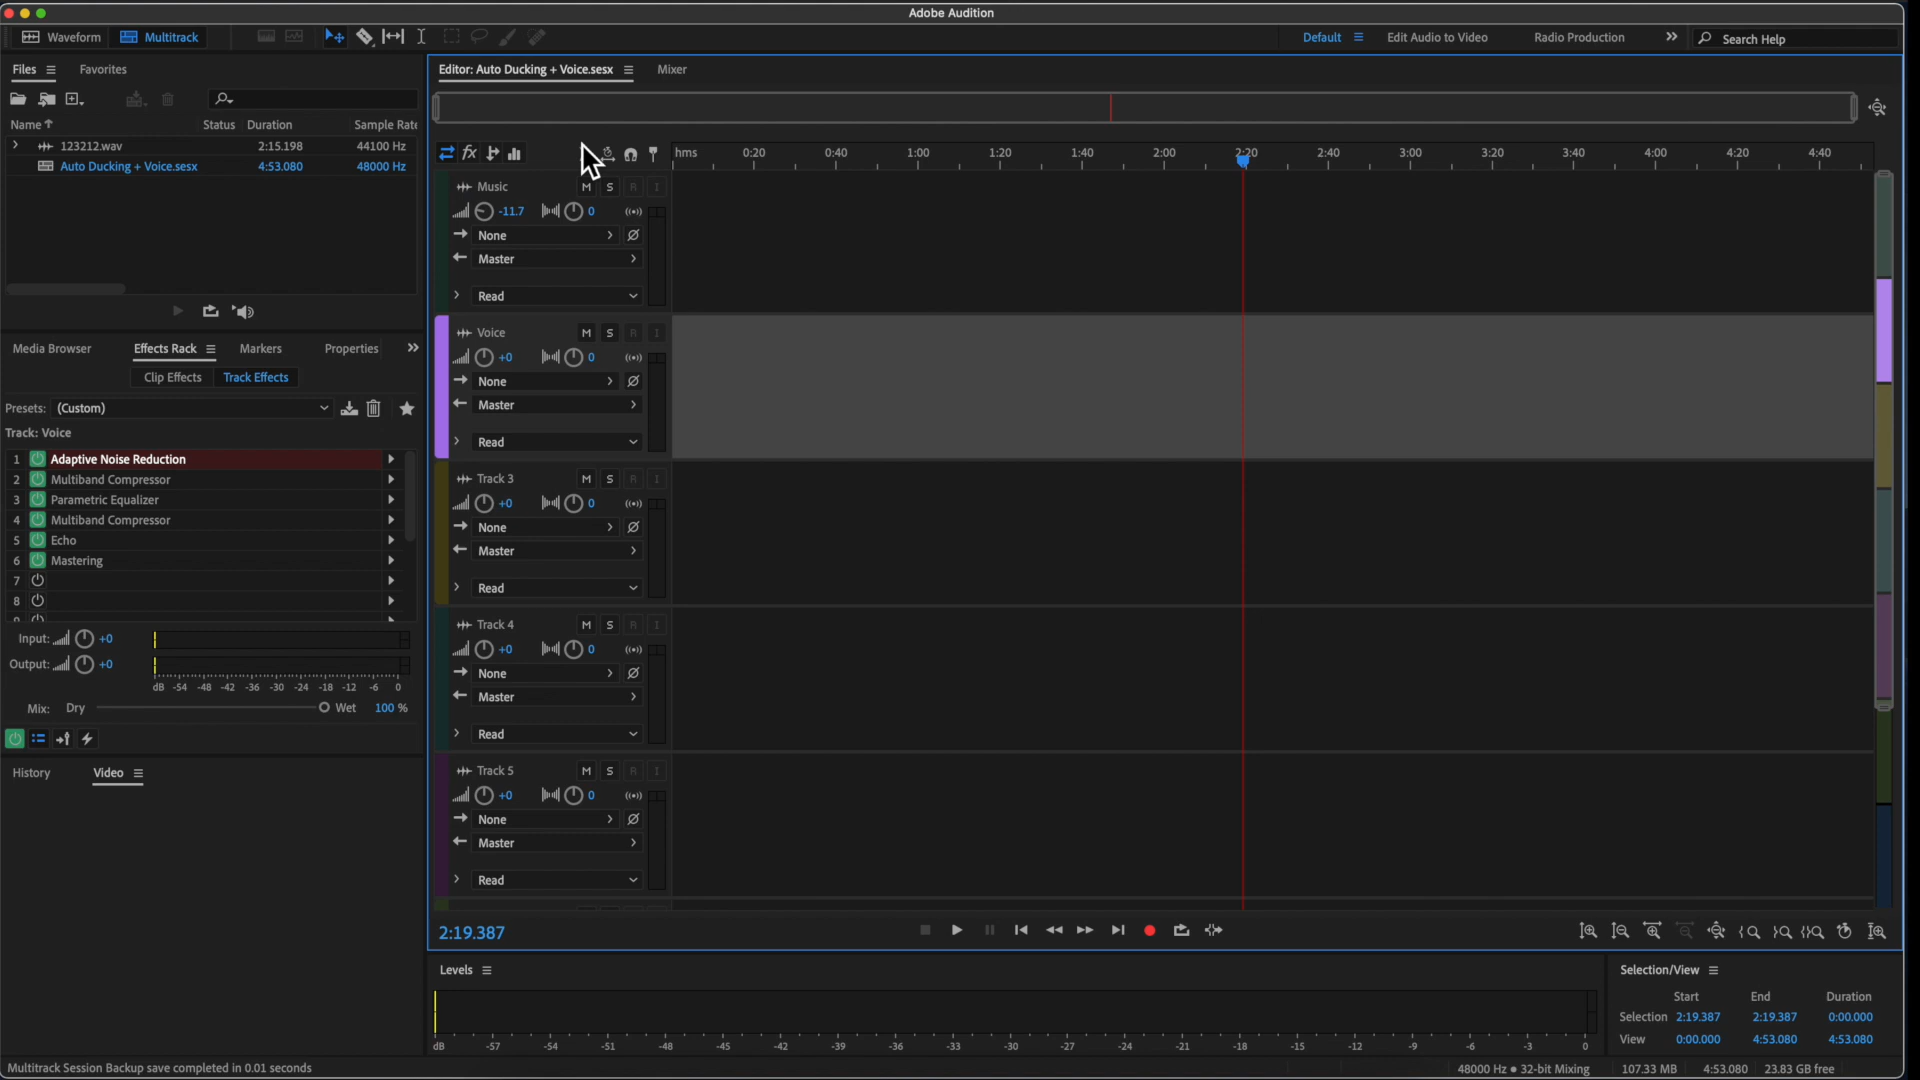 Adobe Audition
Waveform
Multitrack
Default
Edit Audio to Video
Radio Production
Search Help
Files
Favorites
Name
Status
Duration
Sample Rate
123212.wav
2:15.198
44100 Hz
Auto Ducking + Voice.sesx
4:53.080
48000 Hz
Media Browser
Effects Rack
Markers
Properties
Clip Effects
Track Effects
Presets:
(Custom)
Track: Voice
1 Adaptive Noise Reduction
2 Multiband Compressor
3 Parametric Equalizer
4 Multiband Compressor
5 Echo
6 Mastering
7
8
Input: +0
Output: +0
dB -54 -48 -42 -36 -30 -24 -18 -12 -6 0
Mix: Dry Wet 100 %
History
Video
Editor: Auto Ducking + Voice.sesx
Mixer
fx
hms 0:20 0:40 1:00 1:20 1:40 2:00 2:20 2:40 3:00 3:20 3:40 4:00 4:20 4:40
Music M S R I
-11.7 0
None
Master
Read
Voice M S R I
+0 0
None
Master
Read
Track 3 M S R I
+0 0
None
Master
Read
Track 4 M S R I
+0 0
None
Master
Read
Track 5 M S R I
+0 0
None
Master
Read
2:19.387
Levels
dB -57 -54 -51 -48 -45 -42 -39 -36 -33 -30 -27 -24 -21 -18 -15 -12 -9 -6 -3 0
Selection/View
Start End Duration
Selection 2:19.387 2:19.387 0:00.000
View 0:00.000 4:53.080 4:53.080
Multitrack Session Backup save completed in 0.01 seconds
48000 Hz ● 32-bit Mixing 107.33 MB 4:53.080 23.83 GB free